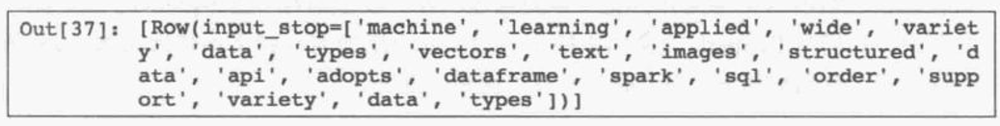 Out[37]: [Row(input_stop=['machine', 'learning', 'applied', 'wide', 'variet
y', 'data', 'types', 'vectors', 'text', 'images', 'structured', 'd
ata', 'api', 'adopts', 'dataframe', 'spark', 'sql', 'order', 'supp
ort', 'variety', 'data', 'types'])]